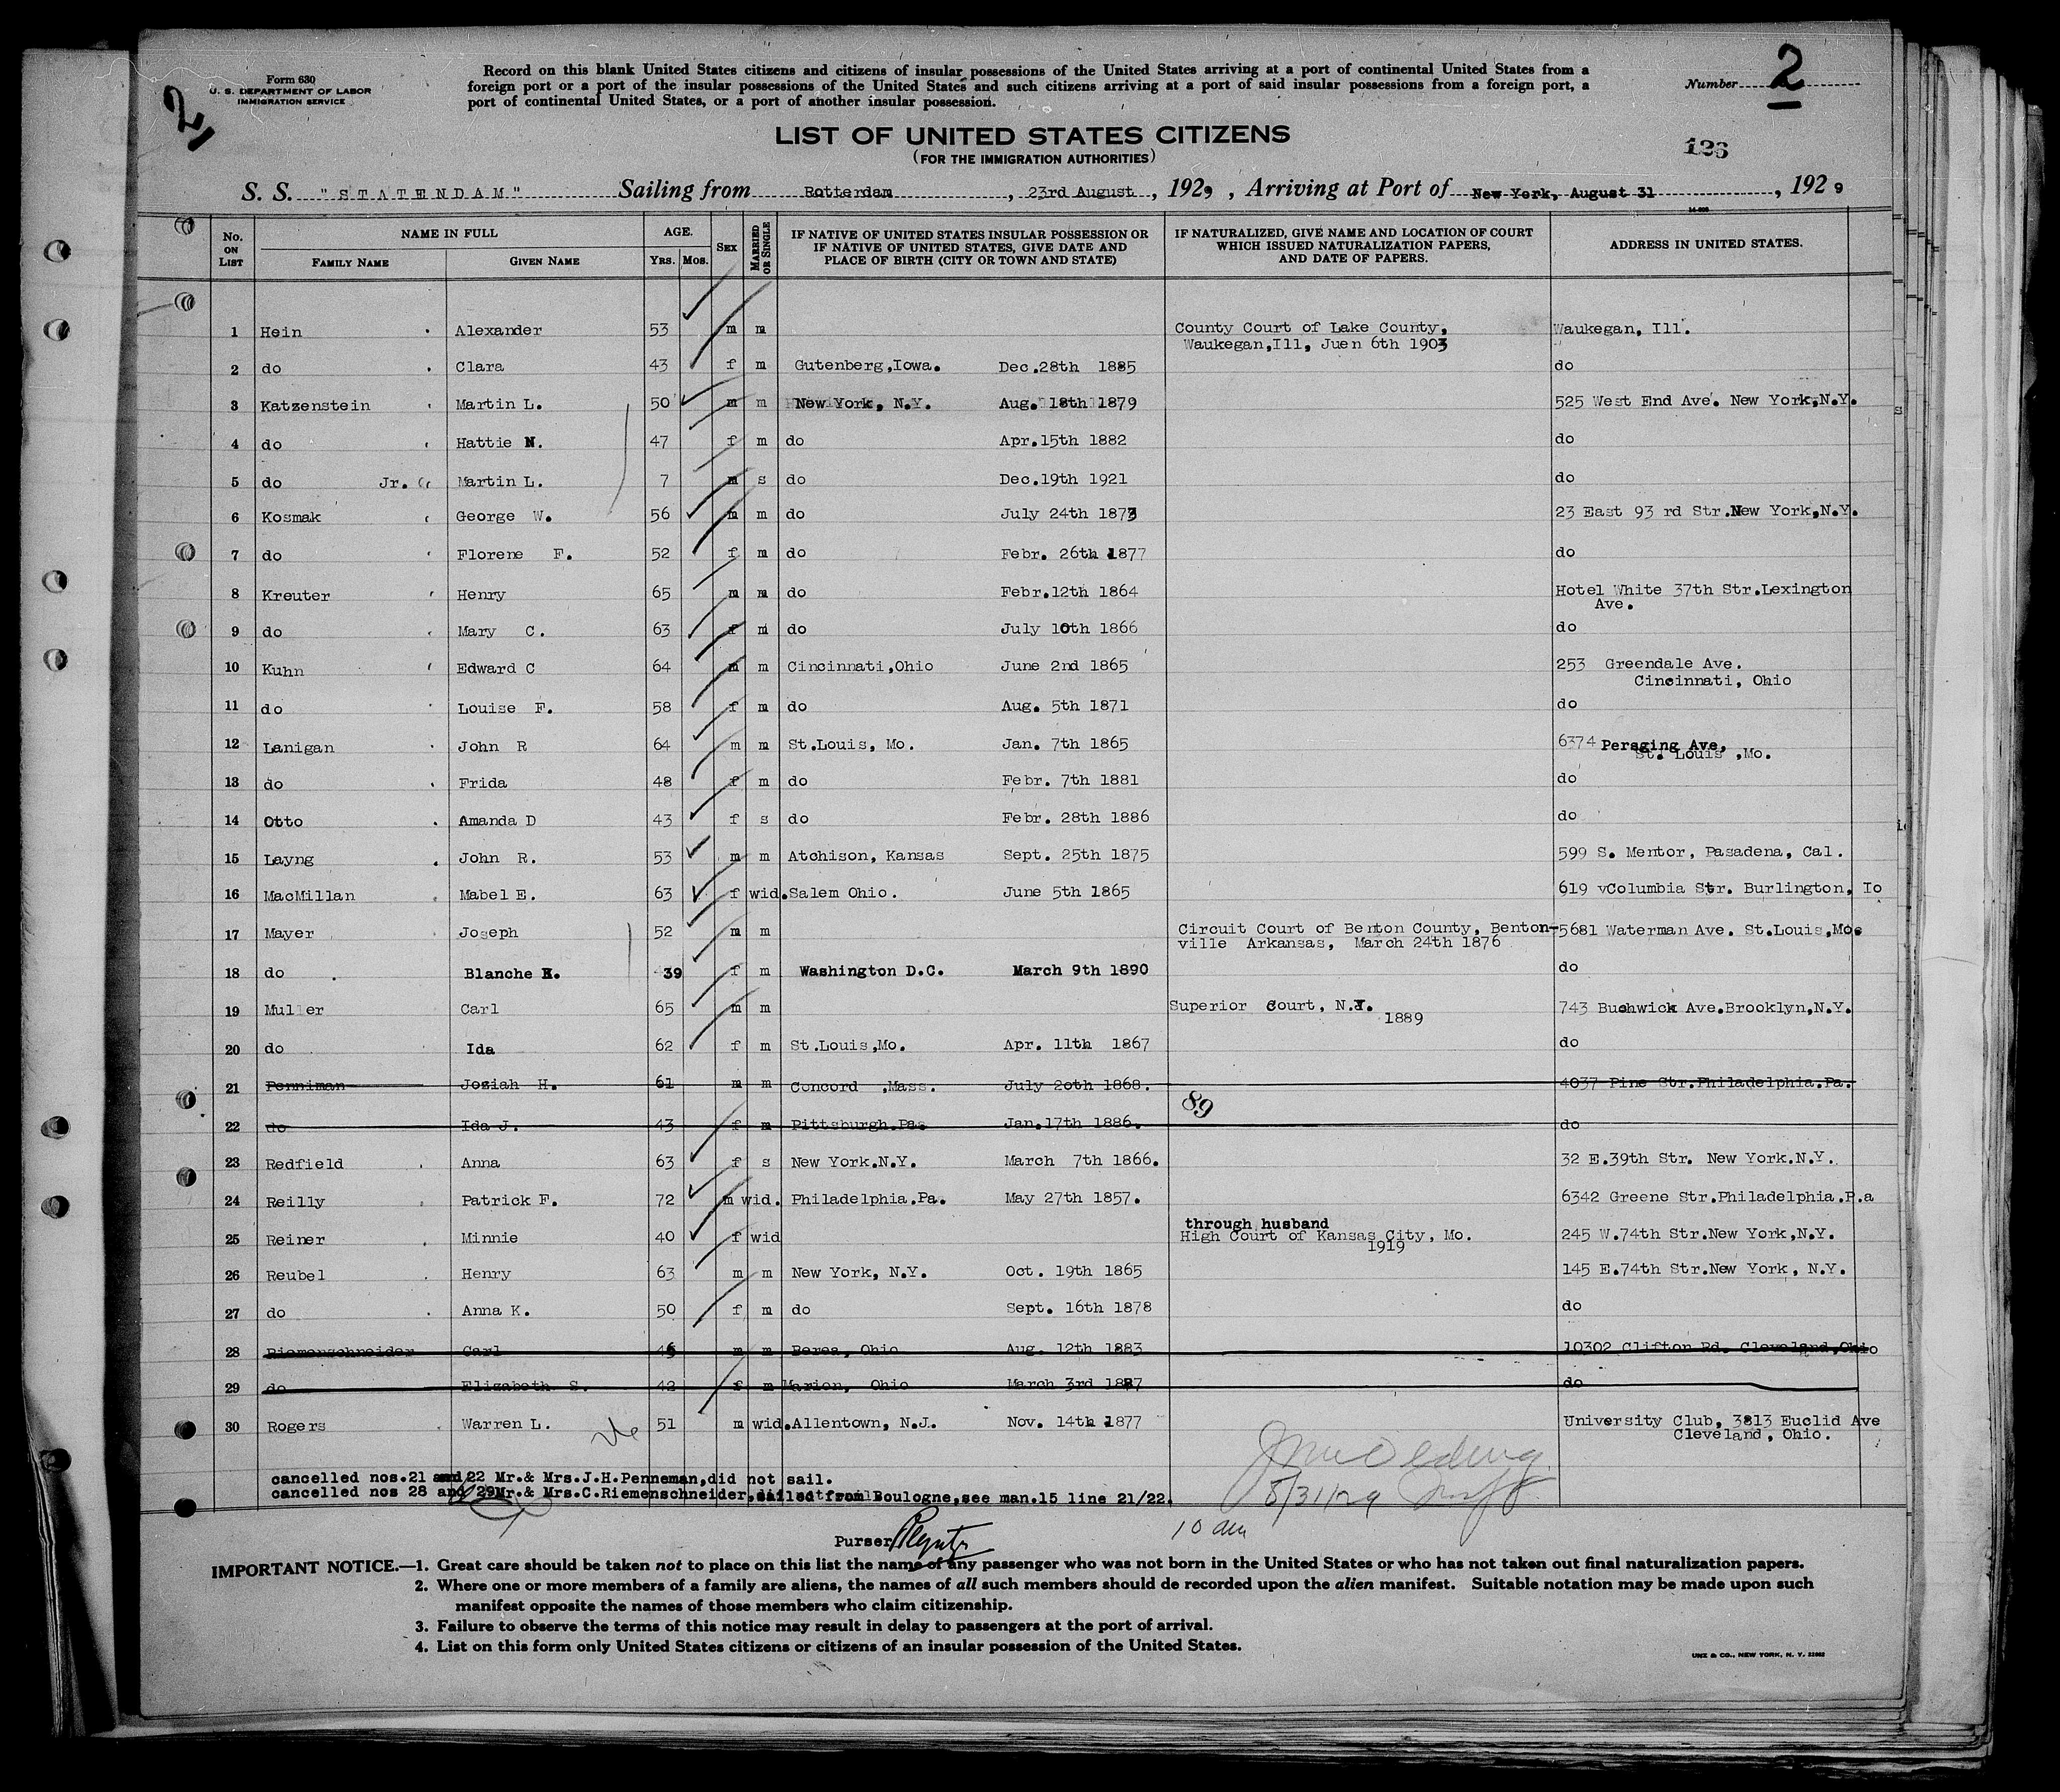 Form 630
U. S. DEPARTMENT OF LABOR
IMMIGRATION SERVICE
2
Record on this blank United States citizens and citizens of insular possessions of the United States arriving at a port of continental United States from a
foreign port or a port of the insular possessions of the United States and such citizens arriving at a port of said insular possessions from a foreign port, a
port of continental United States, or a port of another insular possession.
Number 2
LIST OF UNITED STATES CITIZENS
(FOR THE IMMIGRATION AUTHORITIES)
126
S. S. "STATENDAM" Sailing from Rotterdam, 23rd August, 1929, Arriving at Port of New York, August 31, 1929
No. ON LIST NAME IN FULL FAMILY NAME GIVEN NAME AGE. YRS. MOS. SEX MARRIED OR SINGLE IF NATIVE OF UNITED STATES INSULAR POSSESSION OR IF NATIVE OF UNITED STATES, GIVE DATE AND PLACE OF BIRTH (CITY OR TOWN AND STATE) IF NATURALIZED, GIVE NAME AND LOCATION OF COURT WHICH ISSUED NATURALIZATION PAPERS, AND DATE OF PAPERS. ADDRESS IN UNITED STATES.
1 Hein Alexander 53 m m County Court of Lake County, Waukegan, Ill.
Waukegan,Ill, Juen 6th 1903
2 do Clara 43 f m Gutenberg,Iowa. Dec.28th 1885 do
3 Katzenstein Martin L. 50 m m New York, N.Y. Aug. 18th 1879 525 West End Ave. New York,N.Y.
4 do Hattie N. 47 f m do Apr.15th 1882 do
5 do Jr. Martin L. 7 m s do Dec.19th 1921 do
6 Kosmak George W. 56 m m do July 24th 1873 23 East 93 rd Str.New York,N.Y.
7 do Florene F. 52 f m do Febr. 26th 1877 do
8 Kreuter Henry 65 m m do Febr.12th 1864 Hotel White 37th Str.Lexington
Ave.
9 do Mary C. 63 f m do July 10th 1866 do
10 Kuhn Edward C 64 m m Cincinnati,Ohio June 2nd 1865 253 Greendale Ave.
Cincinnati, Ohio
11 do Louise F. 58 f m do Aug. 5th 1871 do
12 Lanigan John R 64 m m St.Louis, Mo. Jan. 7th 1865 6374 Persging Ave,
St. Louis ,Mo.
13 do Frida 48 f m do Febr. 7th 1881 do
14 Otto Amanda D 43 f s do Febr. 28th 1886 do
15 Layng John R. 53 m m Atchison, Kansas Sept. 25th 1875 599 S. Mentor, Pasadena, Cal.
16 MacMillan Mabel E. 63 f wid. Salem Ohio. June 5th 1865 619 vColumbia Str. Burlington, Io
17 Mayer Joseph 52 m m Circuit Court of Benton County, Benton- 5681 Waterman Ave. St.Louis,Mo.
ville Arkansas, March 24th 1876
18 do Blanche K. 39 f m Washington D.C. March 9th 1890 do
19 Muller Carl 65 m m Superior Court, N.Y. 743 Buchwick Ave.Brooklyn,N.Y.
1889
20 do Ida 62 f m St.Louis,Mo. Apr. 11th 1867 do
21 Penniman Josiah H. 61 m m Concord ,Mass. July 20th 1868. 4037 Pine Str.Philadelphia.Pa.
89
22 do Ida J. 43 f m Pittsburgh.Pa. Jan.17th 1886. do
23 Redfield Anna 63 f s New York.N.Y. March 7th 1866. 32 E.39th Str. New York.N.Y.
24 Reilly Patrick F. 72 m wid. Philadelphia.Pa. May 27th 1857. 6342 Greene Str.Philadelphia.P.a
through husband
25 Reiner Minnie 40 f wid High Court of Kansas City, Mo. 245 W.74th Str.New York,N.Y.
1919
26 Reubel Henry 63 m m New York, N.Y. Oct. 19th 1865 145 E.74th Str.New York, N.Y.
27 do Anna K. 50 f m do Sept. 16th 1878 do
28 Riemenschneider Carl 46 m m Berea, Ohio Aug. 12th 1883 10302 Clifton Rd. Cleveland,Ohio
29 do Elizabeth S. 42 f m Marion, Ohio March 3rd 1887 do
30 Rogers Warren L. 51 m wid. Allentown, N.J. Nov. 14th 1877 University Club, 3813 Euclid Ave
Cleveland, Ohio.
cancelled nos.21 and 22 Mr.& Mrs.J.H.Penneman,did not sail.
cancelled nos 28 and 29Mr.& Mrs.C.Riemenschneider,sailed from Boulogne,see man.15 line 21/22.
8/31/29
10 am
Purser
IMPORTANT NOTICE.—1. Great care should be taken not to place on this list the name of any passenger who was not born in the United States or who has not taken out final naturalization papers.
2. Where one or more members of a family are aliens, the names of all such members should de recorded upon the alien manifest. Suitable notation may be made upon such
manifest opposite the names of those members who claim citizenship.
3. Failure to observe the terms of this notice may result in delay to passengers at the port of arrival.
4. List on this form only United States citizens or citizens of an insular possession of the United States.
UNZ & CO., NEW YORK, N. Y. 22662